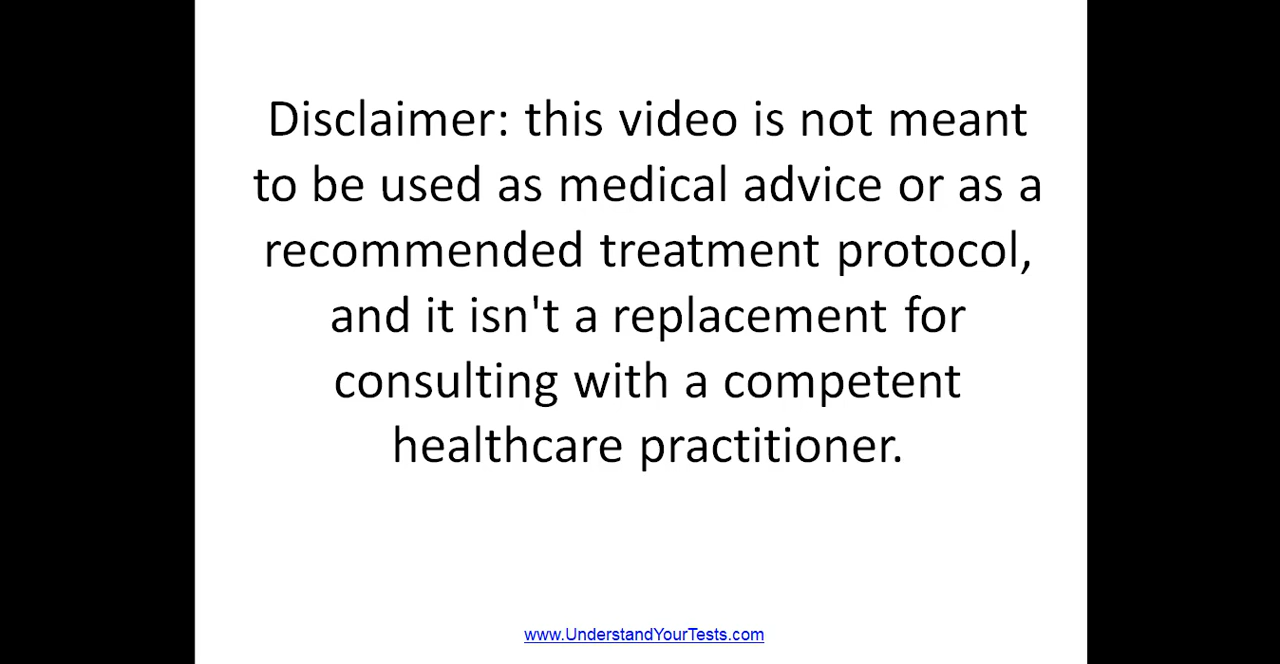 Disclaimer: this video is not meant
to be used as medical advice or as a
recommended treatment protocol,
and it isn't a replacement for
consulting with a competent
healthcare practitioner.
www.UnderstandYourTests.com